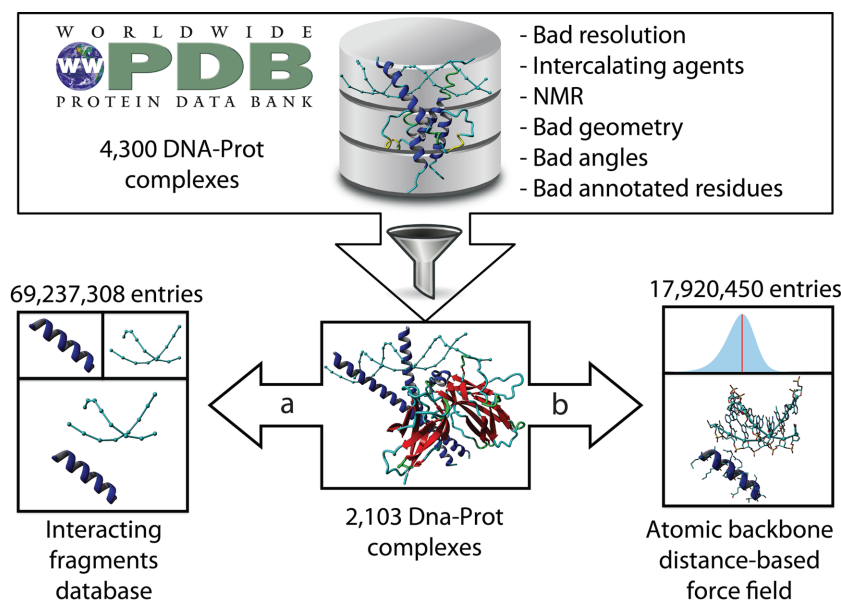 WORLDWIDE
WWPDB
PROTEIN DATA BANK
4,300 DNA-Prot
complexes
- Bad resolution
- Intercalating agents
- NMR
- Bad geometry
- Bad angles
- Bad annotated residues
69,237,308 entries
17,920,450 entries
a
b
Interacting
fragments
database
2,103 Dna-Prot
complexes
Atomic backbone
distance-based
force field